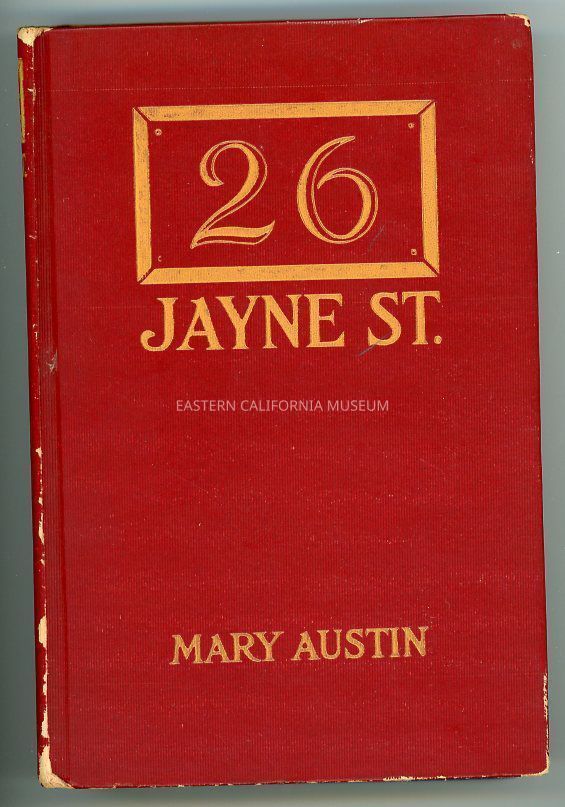 26
JAYNE ST.
EASTERN CALIFORNIA MUSEUM
MARY AUSTIN